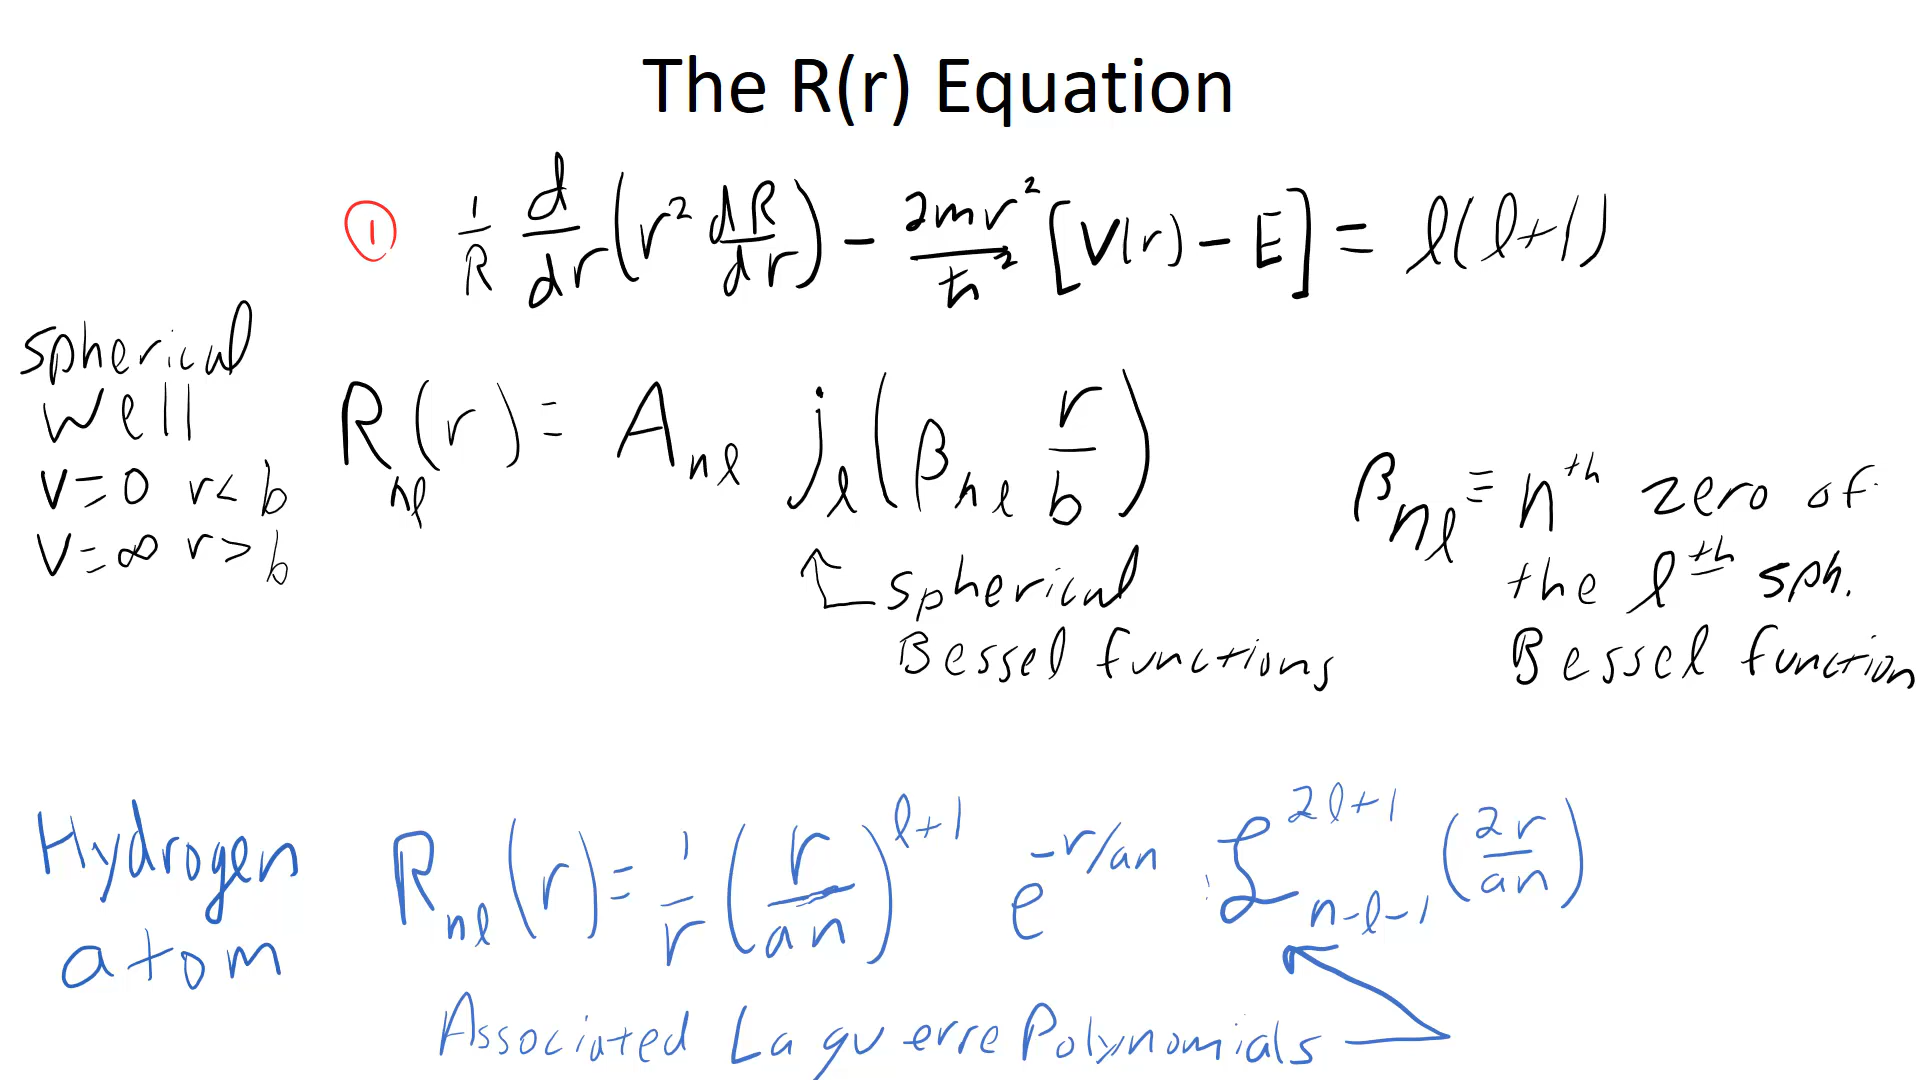 The R(r) Equation
① 1/R d/dr (r² dR/dr) − 2mr²/ħ² [V(r) − E] = ℓ(ℓ+1)
spherical
well
V=0 r<b
V=∞ r>b
R_nℓ(r) = A_nℓ j_ℓ(β_nℓ r/b)
spherical
Bessel functions
β_nℓ ≡ nᵗʰ zero of
the ℓᵗʰ sph.
Bessel function
Hydrogen
atom
R_nℓ(r) = 1/r (r/an)^(ℓ+1) e^(−r/an) ℒ^(2ℓ+1)_(n−ℓ−1) (2r/an)
Associated Laguerre Polynomials